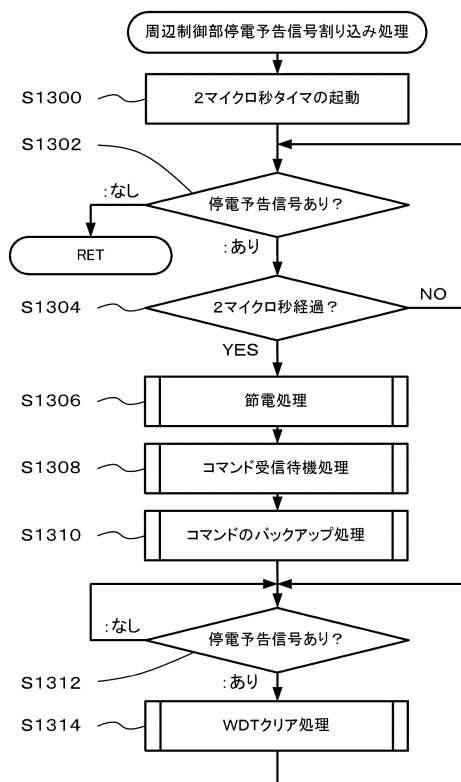 周辺制御部停電予告信号割り込み処理
S1300
2マイクロ秒タイマの起動
S1302
:なし
停電予告信号あり?
RET
:あり
S1304
2マイクロ秒経過?
NO
YES
S1306
節電処理
S1308
コマンド受信待機処理
S1310
コマンドのバックアップ処理
:なし
停電予告信号あり?
S1312
:あり
S1314
WDTクリア処理